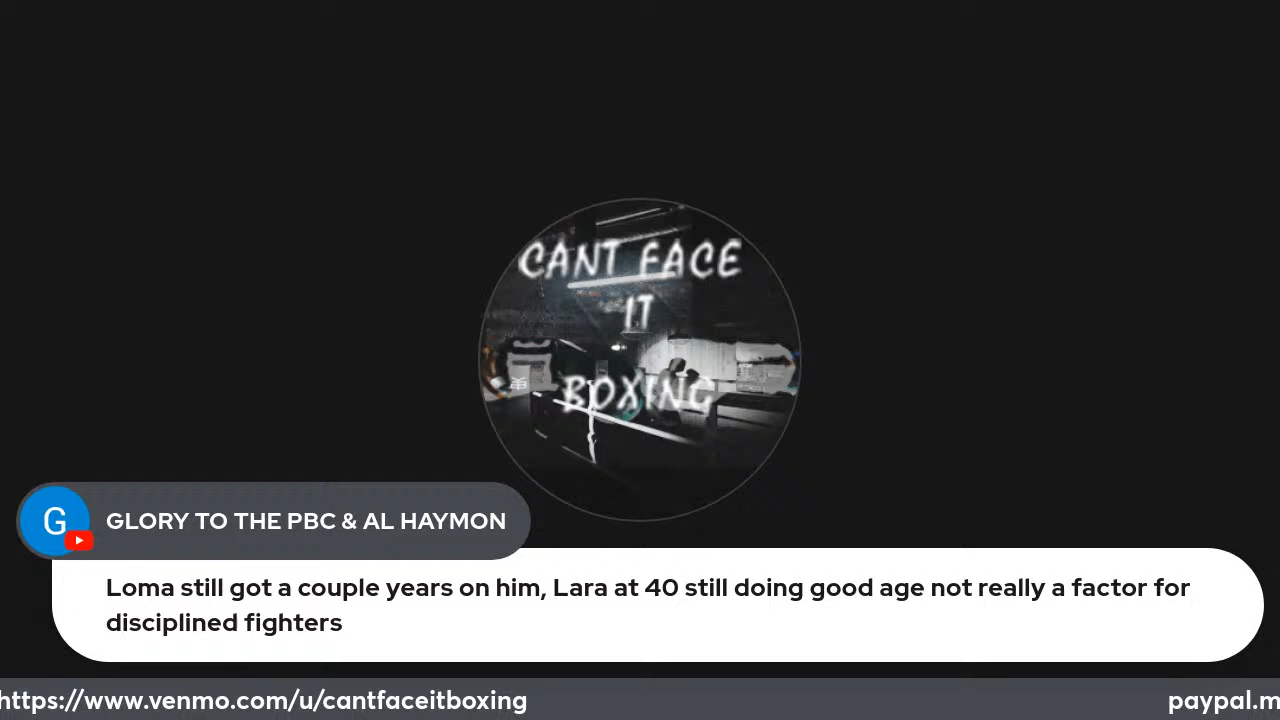 CANT FACE
IT
BOXING
G
GLORY TO THE PBC & AL HAYMON
Loma still got a couple years on him, Lara at 40 still doing good age not really a factor for
disciplined fighters
https://www.venmo.com/u/cantfaceitboxing
paypal.m